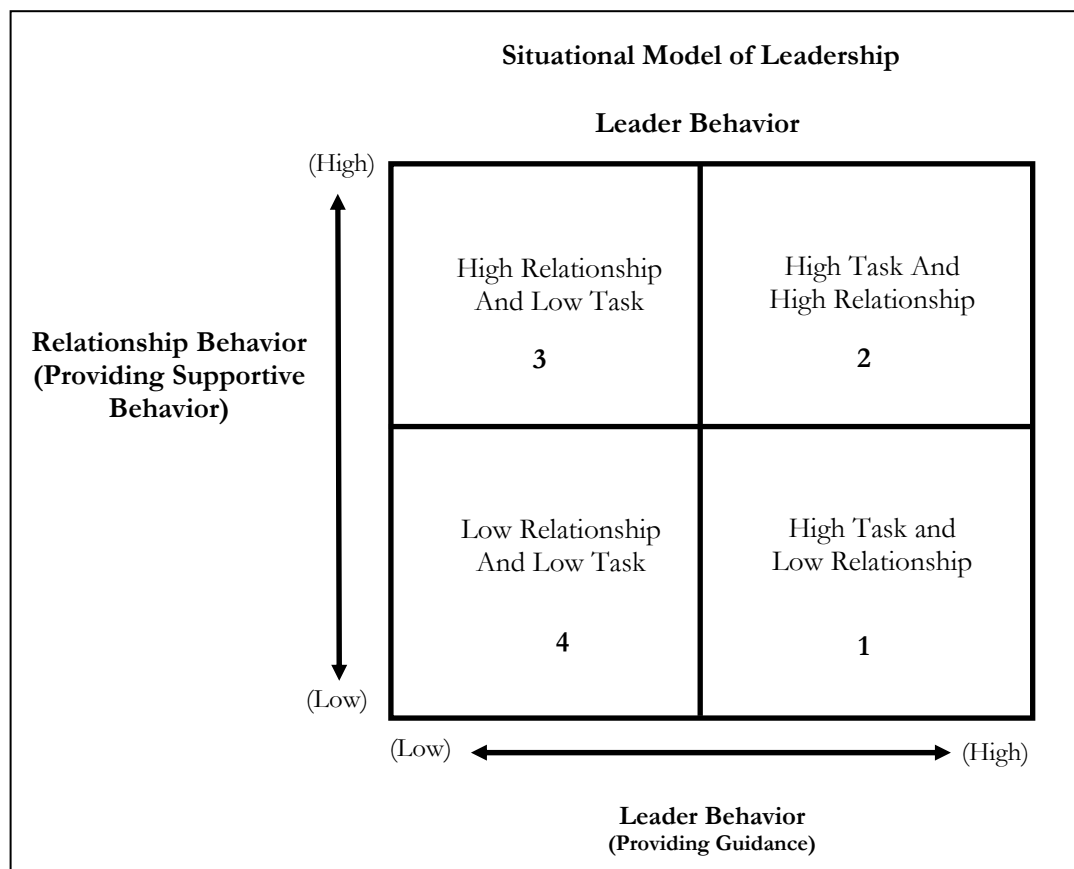 Situational Model of Leadership
Leader Behavior
(High)
High Relationship
And Low Task
3
High Task And
High Relationship
2
Relationship Behavior
(Providing Supportive
Behavior)
Low Relationship
And Low Task
4
High Task and
Low Relationship
1
(Low)
(Low)
(High)
Leader Behavior
(Providing Guidance)